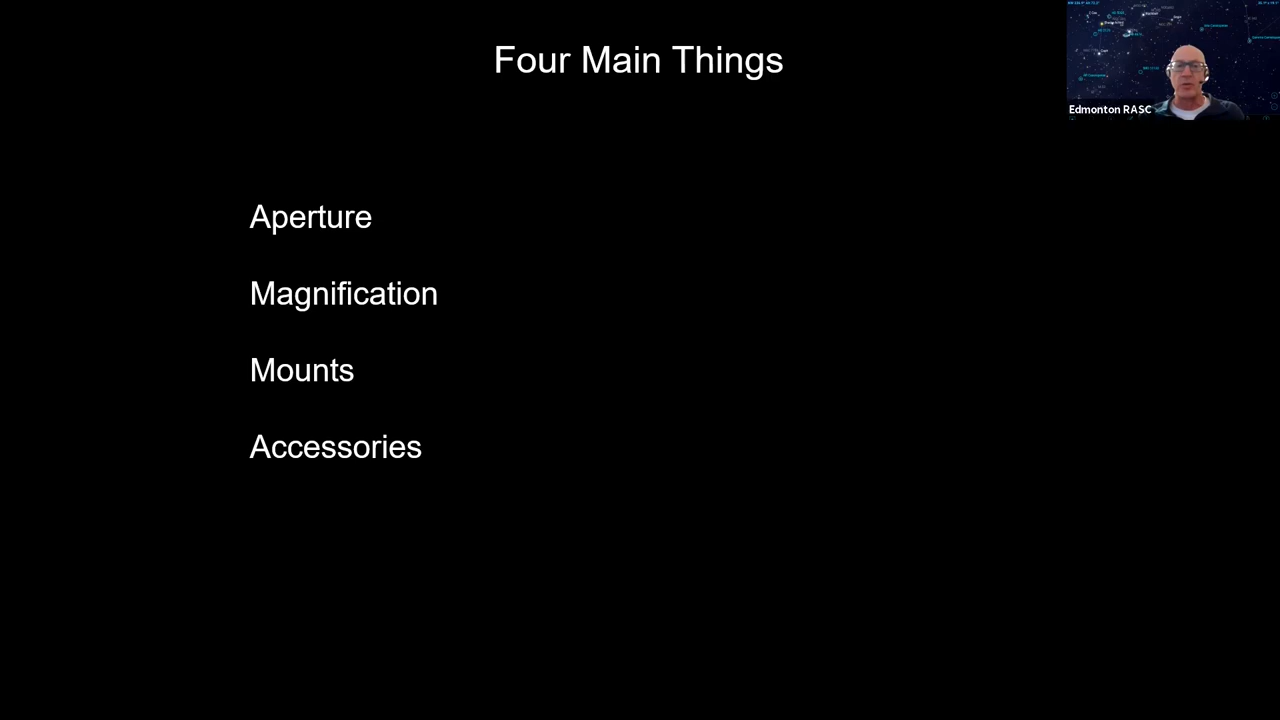 Four Main Things
Edmonton RASC
Aperture
Magnification
Mounts
Accessories